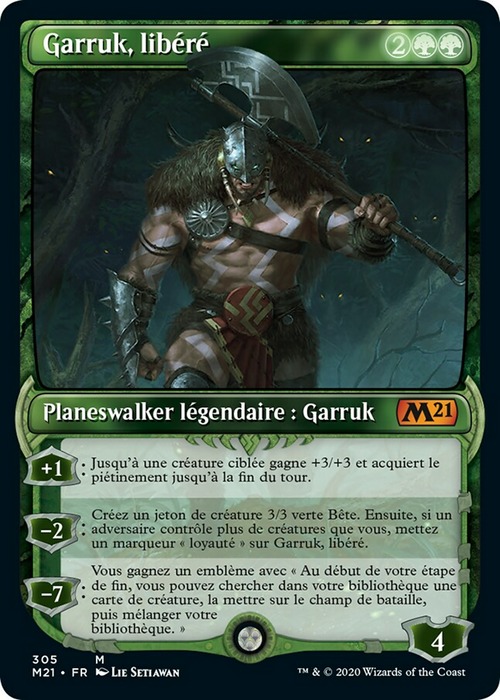 Garruk, libéré
2
Planeswalker légendaire : Garruk
M21
+1 : Jusqu'à une créature ciblée gagne +3/+3 et acquiert le
piétinement jusqu'à la fin du tour.
−2 : Créez un jeton de créature 3/3 verte Bête. Ensuite, si un
adversaire contrôle plus de créatures que vous, mettez
un marqueur « loyauté » sur Garruk, libéré.
−7 : Vous gagnez un emblème avec « Au début de votre étape
de fin, vous pouvez chercher dans votre bibliothèque une
carte de créature, la mettre sur le champ de bataille,
puis mélanger votre
bibliothèque. »
4
305 M
M21 • FR Lie Setiawan
™ & © 2020 Wizards of the Coast